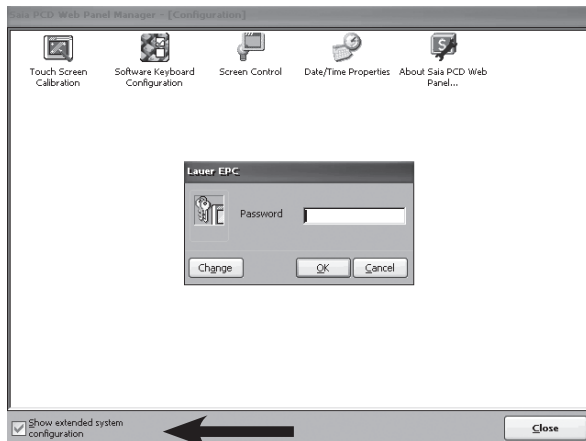 Saia PCD Web Panel Manager - [Configuration]
Touch Screen
Calibration
Software Keyboard
Configuration
Screen Control
Date/Time Properties
About Saia PCD Web
Panel...
Lauer EPC
Password
Change
OK
Cancel
Show extended system
configuration
Close